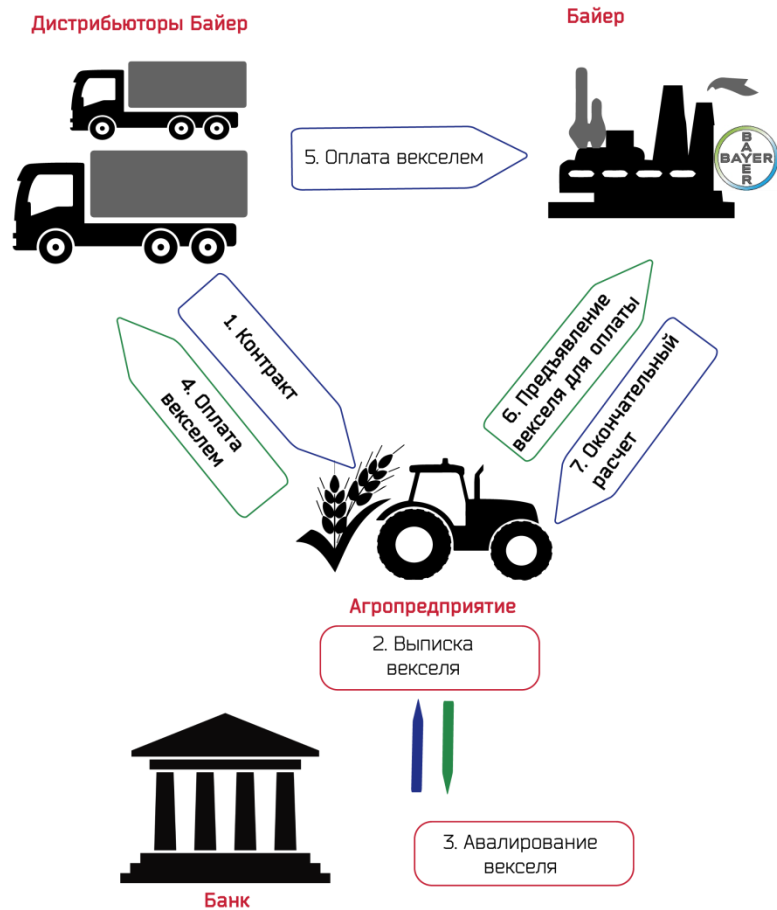 Дистрибьюторы Байер
Байер
5. Оплата векселем
BAYER
BAYER
1. Контракт
4. Оплата
векселем
6. Предъявление
векселя для оплаты
7. Окончательный
расчет
Агропредприятие
2. Выписка
векселя
3. Авалирование
векселя
Банк